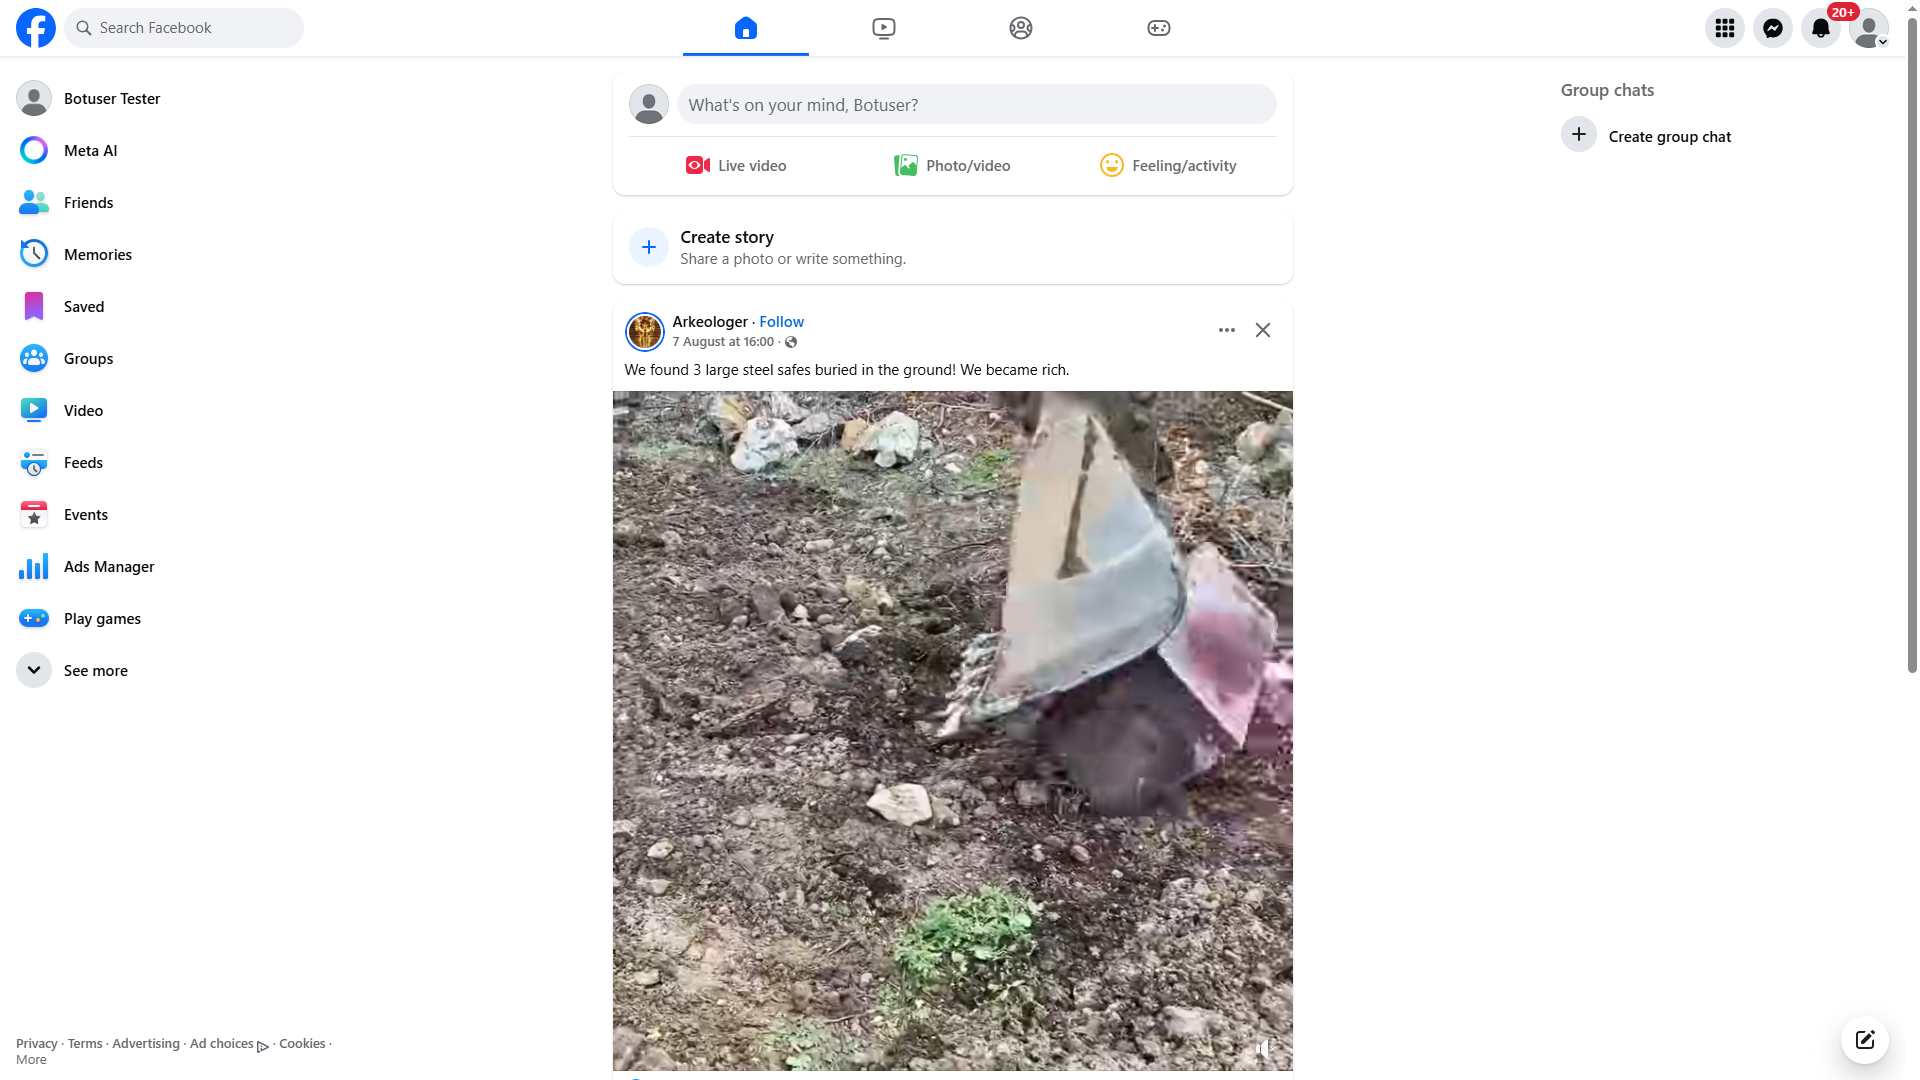 Search Facebook
20+
Botuser Tester
Meta AI
Friends
Memories
Saved
Groups
Video
Feeds
Events
Ads Manager
Play games
See more
Privacy · Terms · Advertising · Ad choices · Cookies ·
More
What's on your mind, Botuser?
Live video
Photo/video
Feeling/activity
Create story
Share a photo or write something.
Arkeologer · Follow
7 August at 16:00 ·
We found 3 large steel safes buried in the ground! We became rich.
Group chats
Create group chat